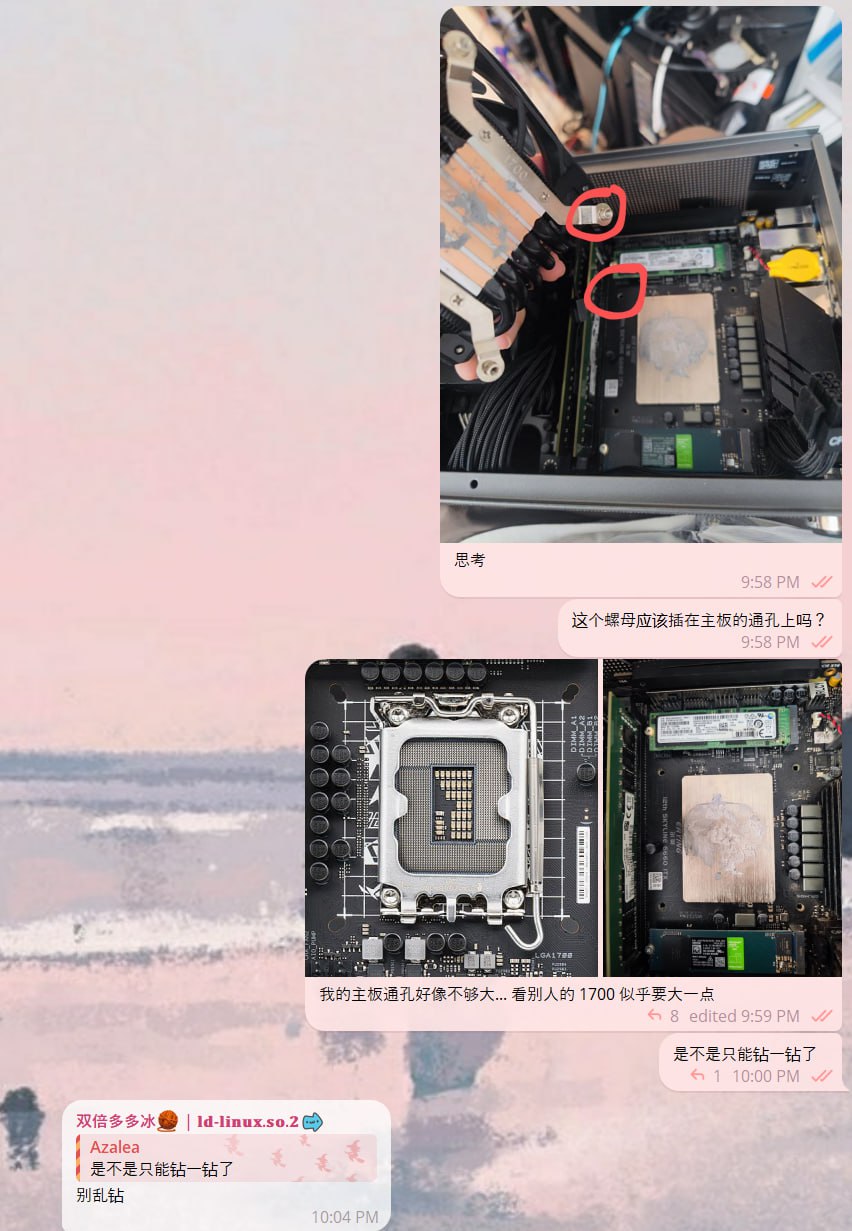 1700
思考
9:58 PM
这个螺母应该插在主板的通孔上吗？
9:58 PM
DIMM_A1
DIMM_A2
DIMM_B1
LGA1700
我的主板通孔好像不够大... 看别人的 1700 似乎要大一点
8 edited 9:59 PM
是不是只能钻一钻了
1 10:00 PM
双倍多多冰🧶 | ld-linux.so.2
Azalea
是不是只能钻一钻了
别乱钻
10:04 PM